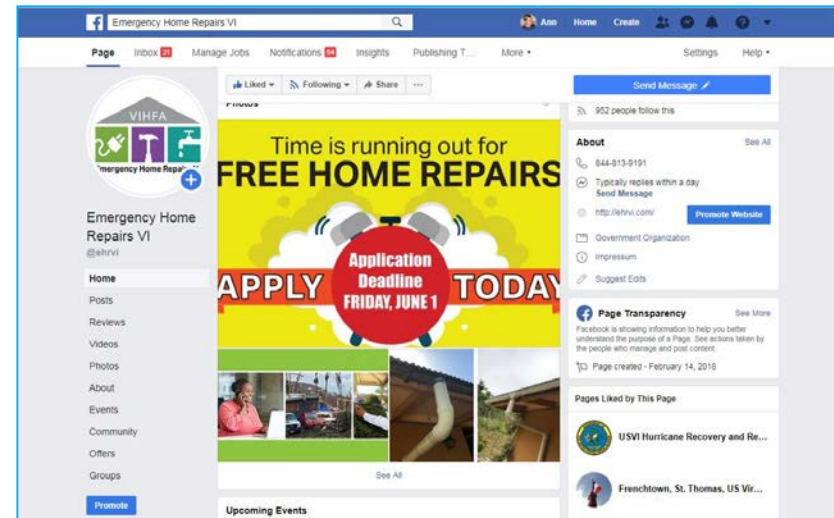 Emergency Home Repairs VI
Ann Home Create
Page Inbox 21 Manage Jobs Notifications 54 Insights Publishing T... More Settings Help
Liked Following Share ...
Send Message
Photos
952 people follow this
VIHFA
Emergency Home Repairs
Emergency Home
Repairs VI
@ehrvi
Home
Posts
Reviews
Videos
Photos
About
Events
Community
Offers
Groups
Promote
Time is running out for
FREE HOME REPAIRS
Application
Deadline
FRIDAY, JUNE 1
APPLY TODAY
See All
Upcoming Events
About See All
844-813-9191
Typically replies within a day
Send Message
http://ehrvi.com/ Promote Website
Government Organization
Impressum
Suggest Edits
Page Transparency See More
Facebook is showing information to help you better
understand the purpose of a Page. See actions taken by
the people who manage and post content.
Page created - February 14, 2018
Pages Liked by This Page
USVI Hurricane Recovery and Re...
Frenchtown, St. Thomas, US Vir...